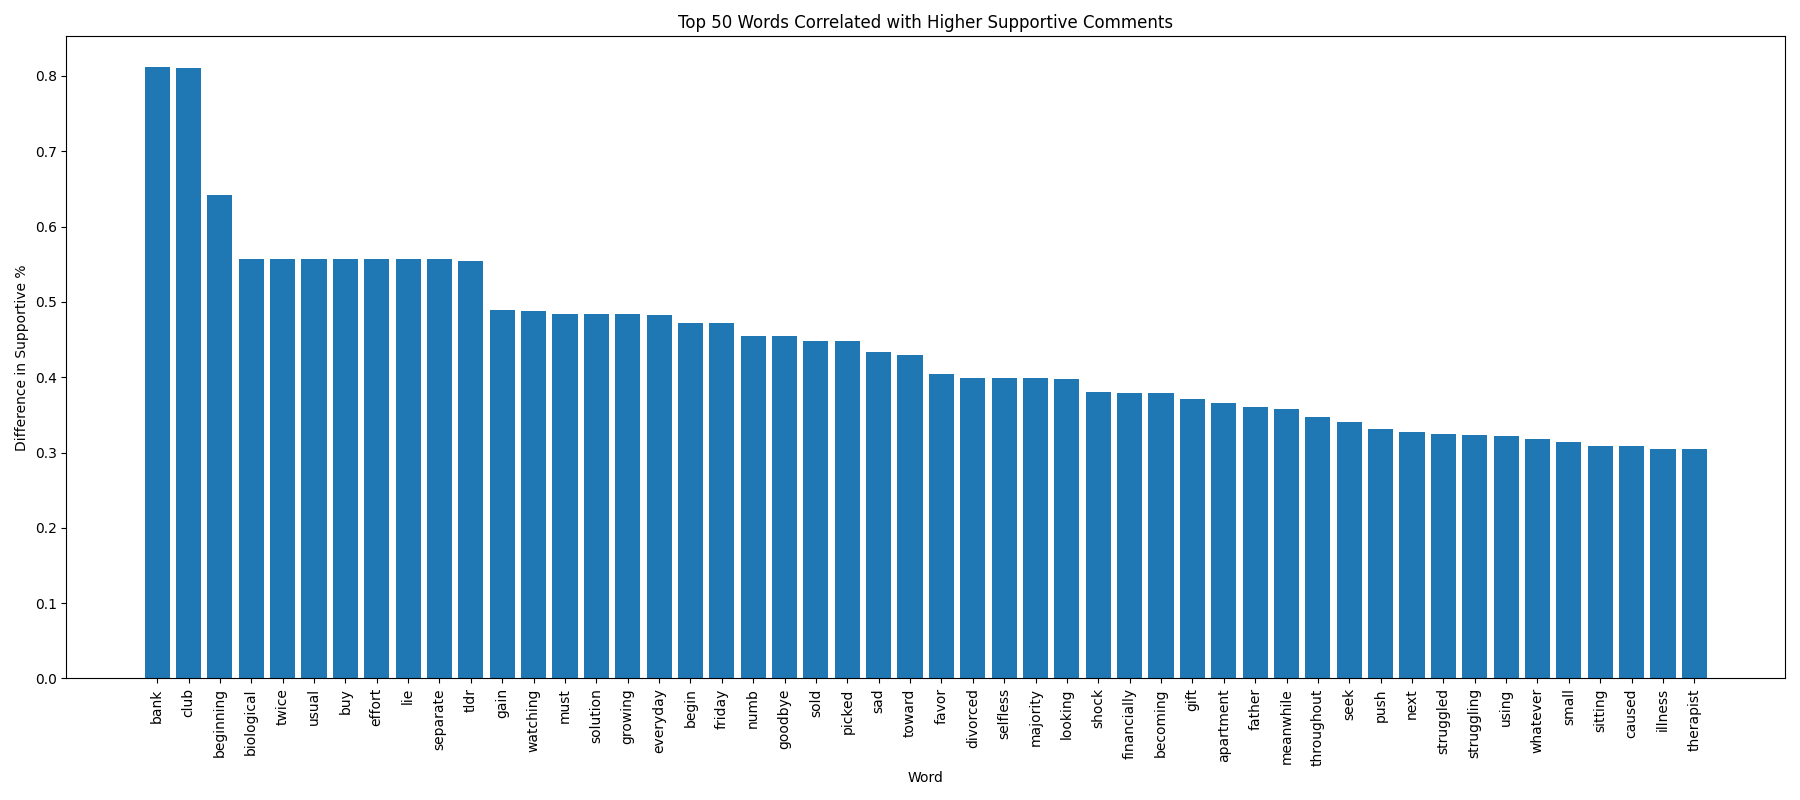 Top 50 Words Correlated with Higher Supportive Comments
Difference in Supportive %
0.8
0.7
0.6
0.5
0.4
0.3
0.2
0.1
0.0
bank
club
beginning
biological
twice
usual
buy
effort
lie
separate
tldr
gain
watching
must
solution
growing
everyday
begin
friday
numb
goodbye
sold
picked
sad
toward
favor
divorced
selfless
majority
looking
shock
financially
becoming
gift
apartment
father
meanwhile
throughout
seek
push
next
struggled
struggling
using
whatever
small
sitting
caused
illness
therapist
Word